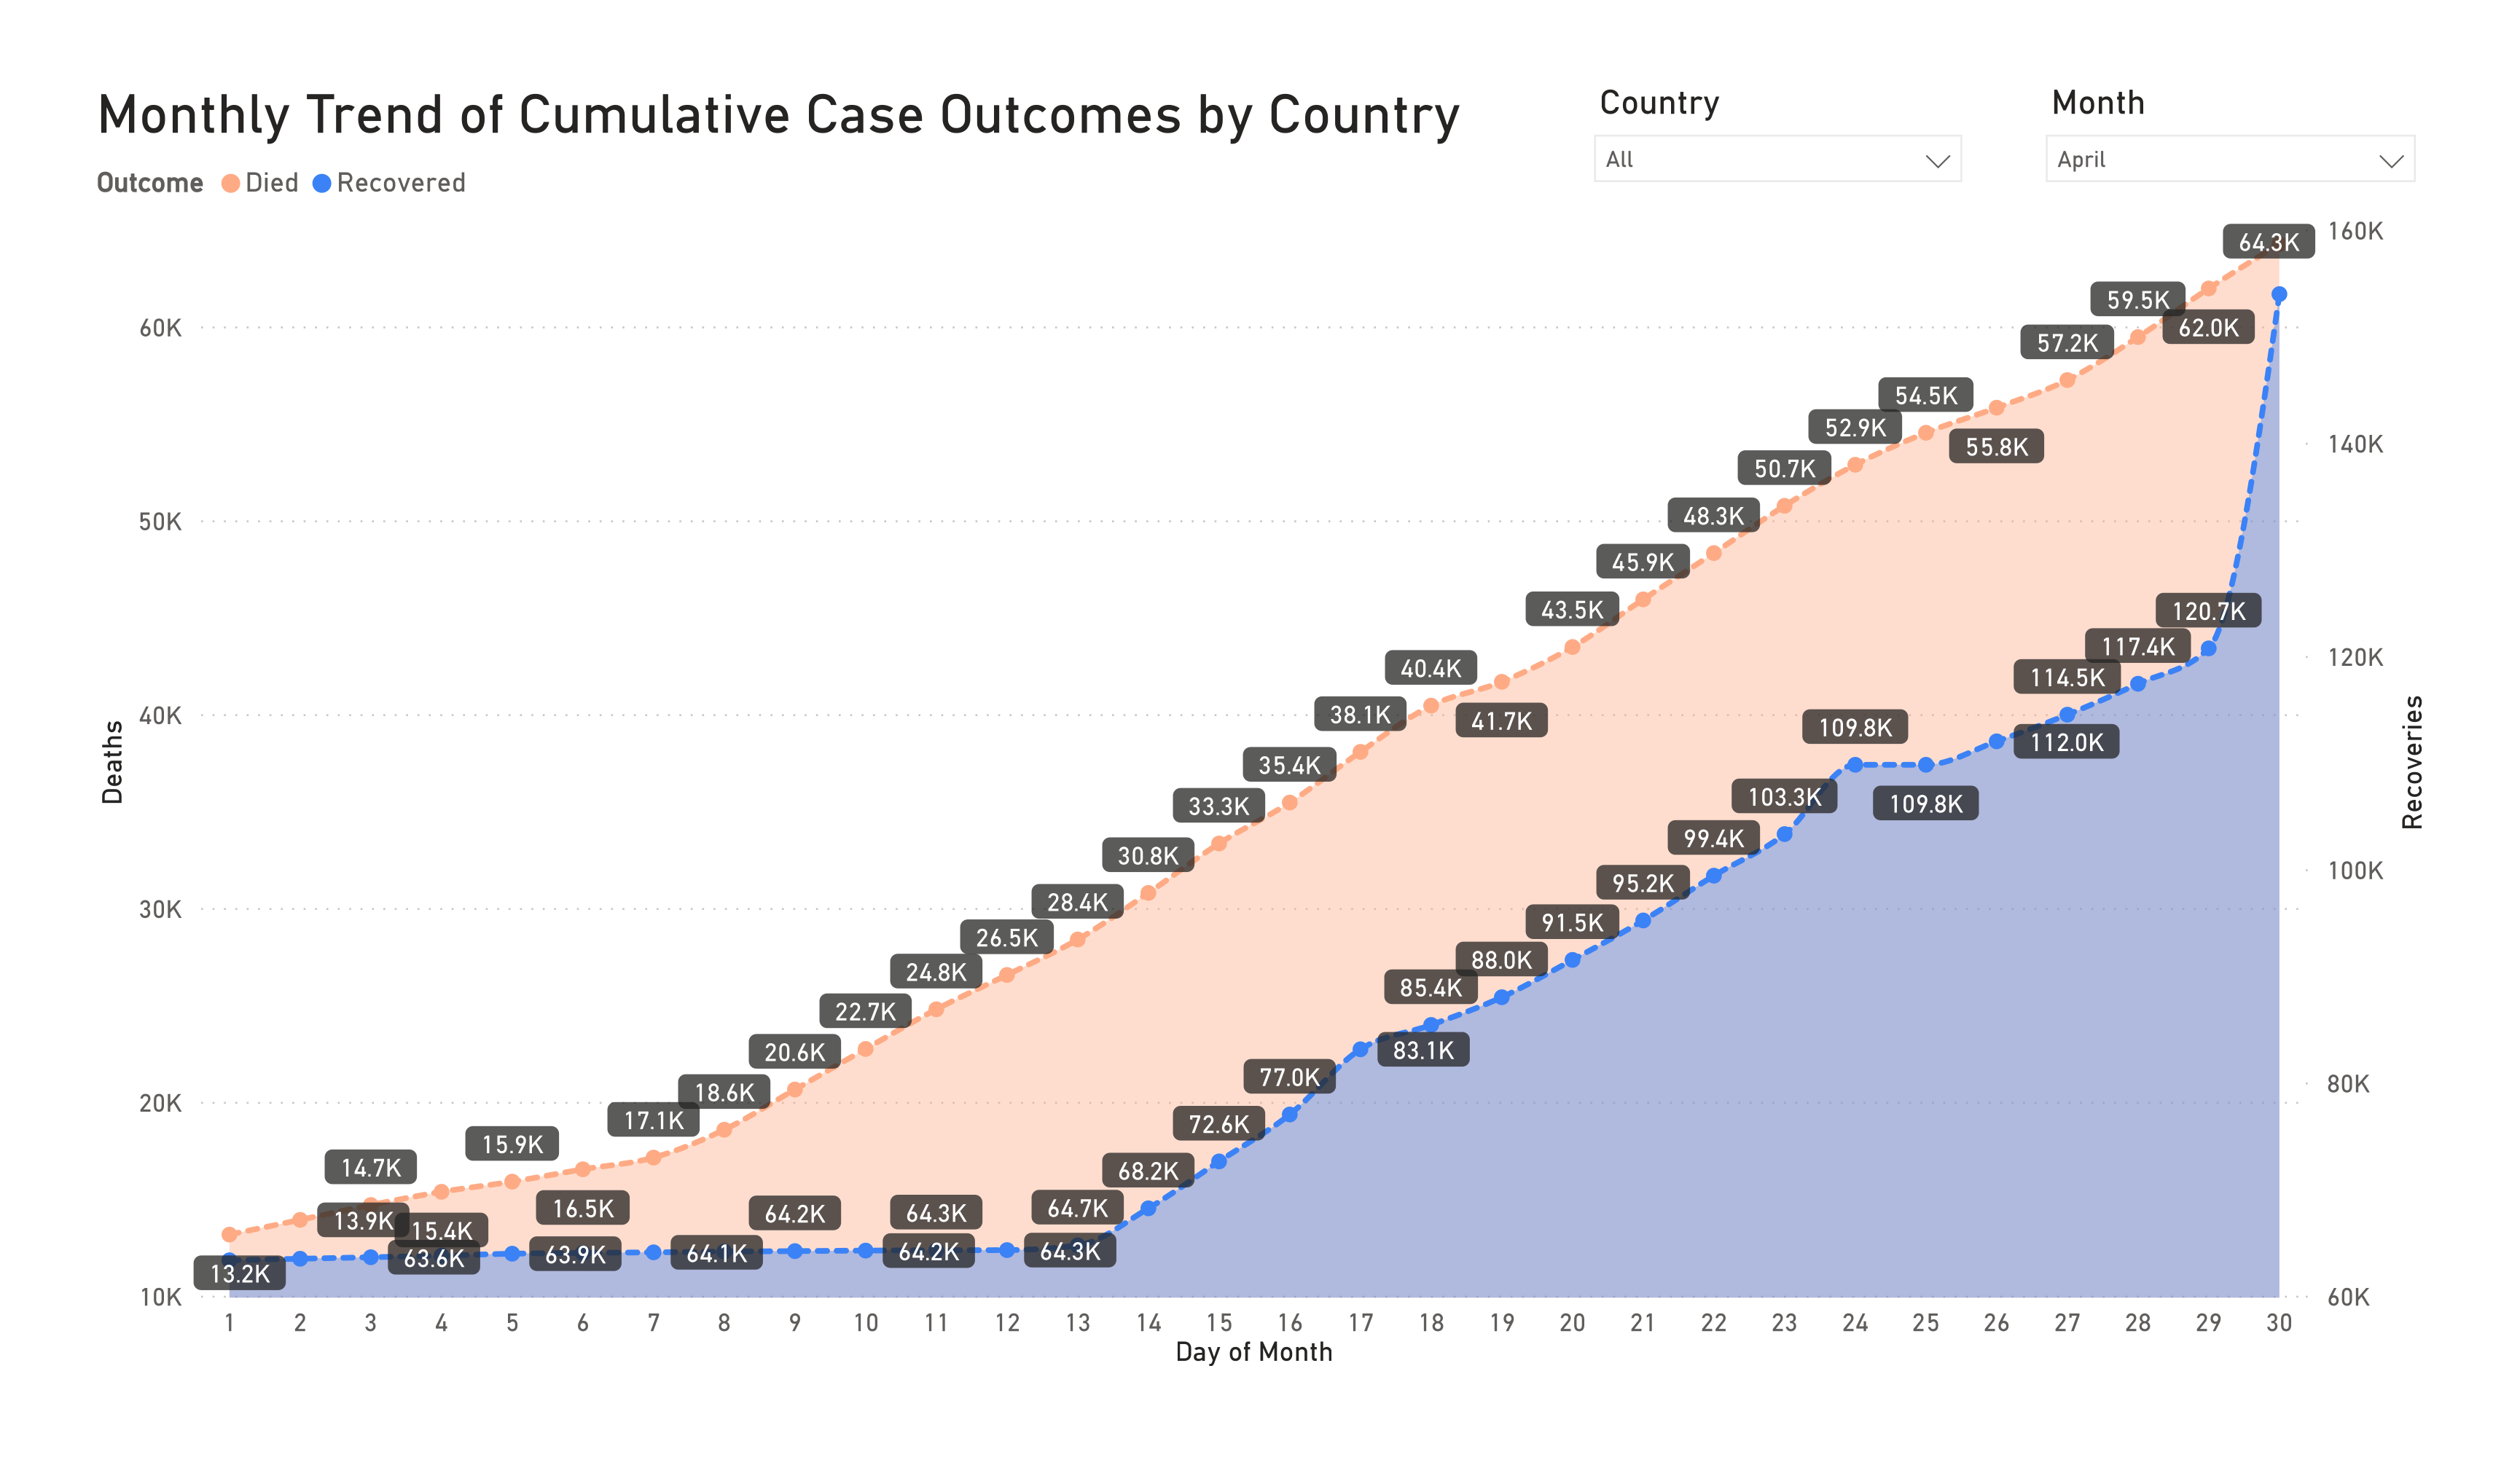 Monthly Trend of Cumulative Case Outcomes by Country
Outcome Died Recovered
Country
All
Month
April
Deaths
60K
50K
40K
30K
20K
10K
13.2K
13.9K
14.7K
15.4K
15.9K
16.5K
17.1K
18.6K
20.6K
22.7K
24.8K
26.5K
28.4K
30.8K
33.3K
35.4K
38.1K
40.4K
41.7K
43.5K
45.9K
48.3K
50.7K
52.9K
54.5K
55.8K
57.2K
59.5K
62.0K
64.3K
63.6K
63.9K
64.1K
64.2K
64.2K
64.3K
64.3K
64.7K
68.2K
72.6K
77.0K
83.1K
85.4K
88.0K
91.5K
95.2K
99.4K
103.3K
109.8K
109.8K
112.0K
114.5K
117.4K
120.7K
160K
140K
120K
100K
80K
60K
Recoveries
1 2 3 4 5 6 7 8 9 10 11 12 13 14 15 16 17 18 19 20 21 22 23 24 25 26 27 28 29 30
Day of Month